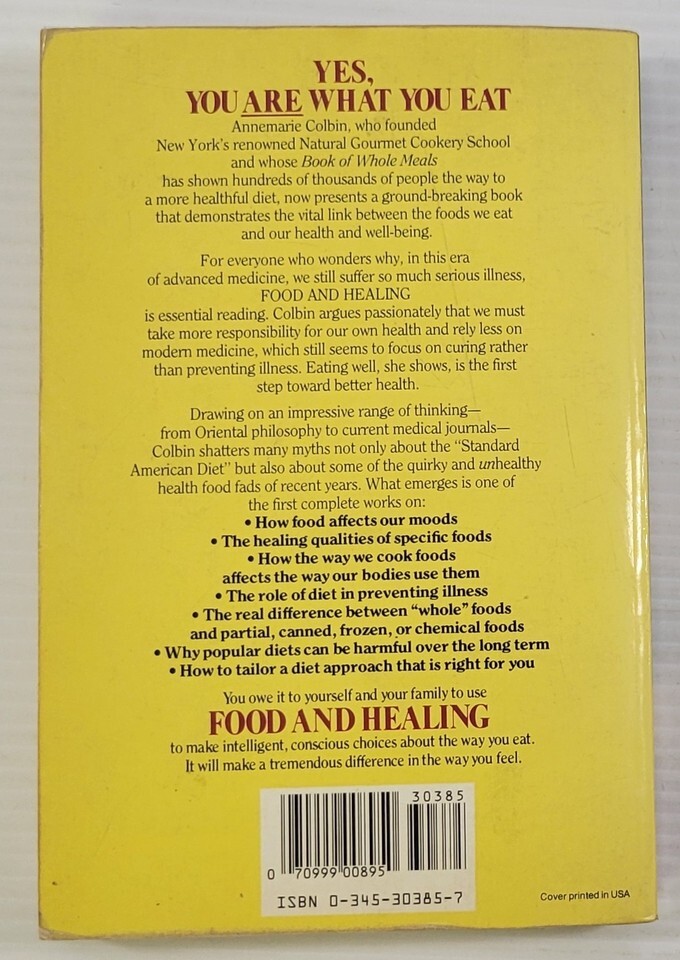 YES,
YOU ARE WHAT YOU EAT
Annemarie Colbin, who founded
New York's renowned Natural Gourmet Cookery School
and whose Book of Whole Meals
has shown hundreds of thousands of people the way to
a more healthful diet, now presents a ground-breaking book
that demonstrates the vital link between the foods we eat
and our health and well-being.
For everyone who wonders why, in this era
of advanced medicine, we still suffer so much serious illness,
FOOD AND HEALING
is essential reading. Colbin argues passionately that we must
take more responsibility for our own health and rely less on
modern medicine, which still seems to focus on curing rather
than preventing illness. Eating well, she shows, is the first
step toward better health.
Drawing on an impressive range of thinking—
from Oriental philosophy to current medical journals—
Colbin shatters many myths not only about the "Standard
American Diet" but also about some of the quirky and unhealthy
health food fads of recent years. What emerges is one of
the first complete works on:
• How food affects our moods
• The healing qualities of specific foods
• How the way we cook foods
affects the way our bodies use them
• The role of diet in preventing illness
• The real difference between "whole" foods
and partial, canned, frozen, or chemical foods
• Why popular diets can be harmful over the long term
• How to tailor a diet approach that is right for you
You owe it to yourself and your family to use
FOOD AND HEALING
to make intelligent, conscious choices about the way you eat.
It will make a tremendous difference in the way you feel.
30385
0 70999 00895
ISBN 0-345-30385-7
Cover printed in USA